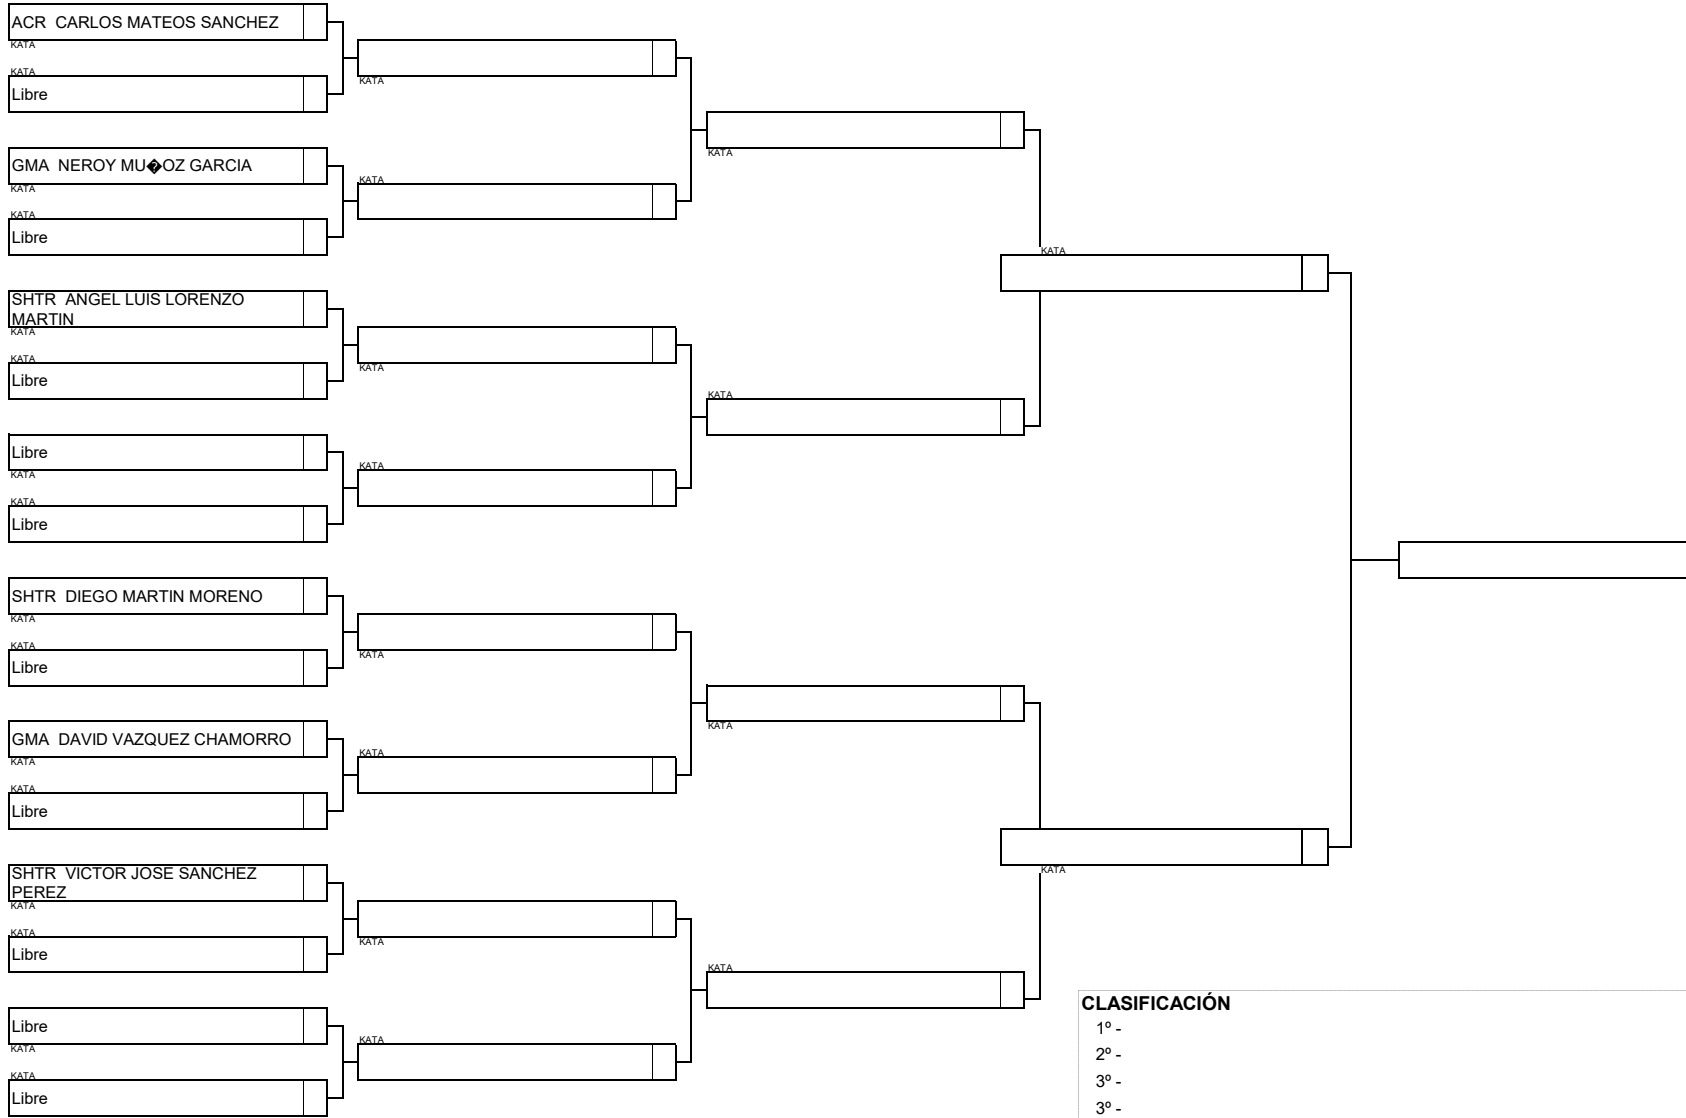 ACR  CARLOS MATEOS SANCHEZ
KATA
KATA
Libre
GMA  NEROY MU�OZ GARCIA
KATA
KATA
Libre
SHTR  ANGEL LUIS LORENZO
MARTIN
KATA
KATA
Libre
Libre
KATA
KATA
Libre
SHTR  DIEGO MARTIN MORENO
KATA
KATA
Libre
GMA  DAVID VAZQUEZ CHAMORRO
KATA
KATA
Libre
SHTR  VICTOR JOSE SANCHEZ
PEREZ
KATA
KATA
Libre
Libre
KATA
KATA
Libre
KATA
KATA
KATA
KATA
KATA
KATA
KATA
KATA
KATA
KATA
KATA
KATA
KATA
KATA
CLASIFICACIÓN
1º -
2º -
3º -
3º -